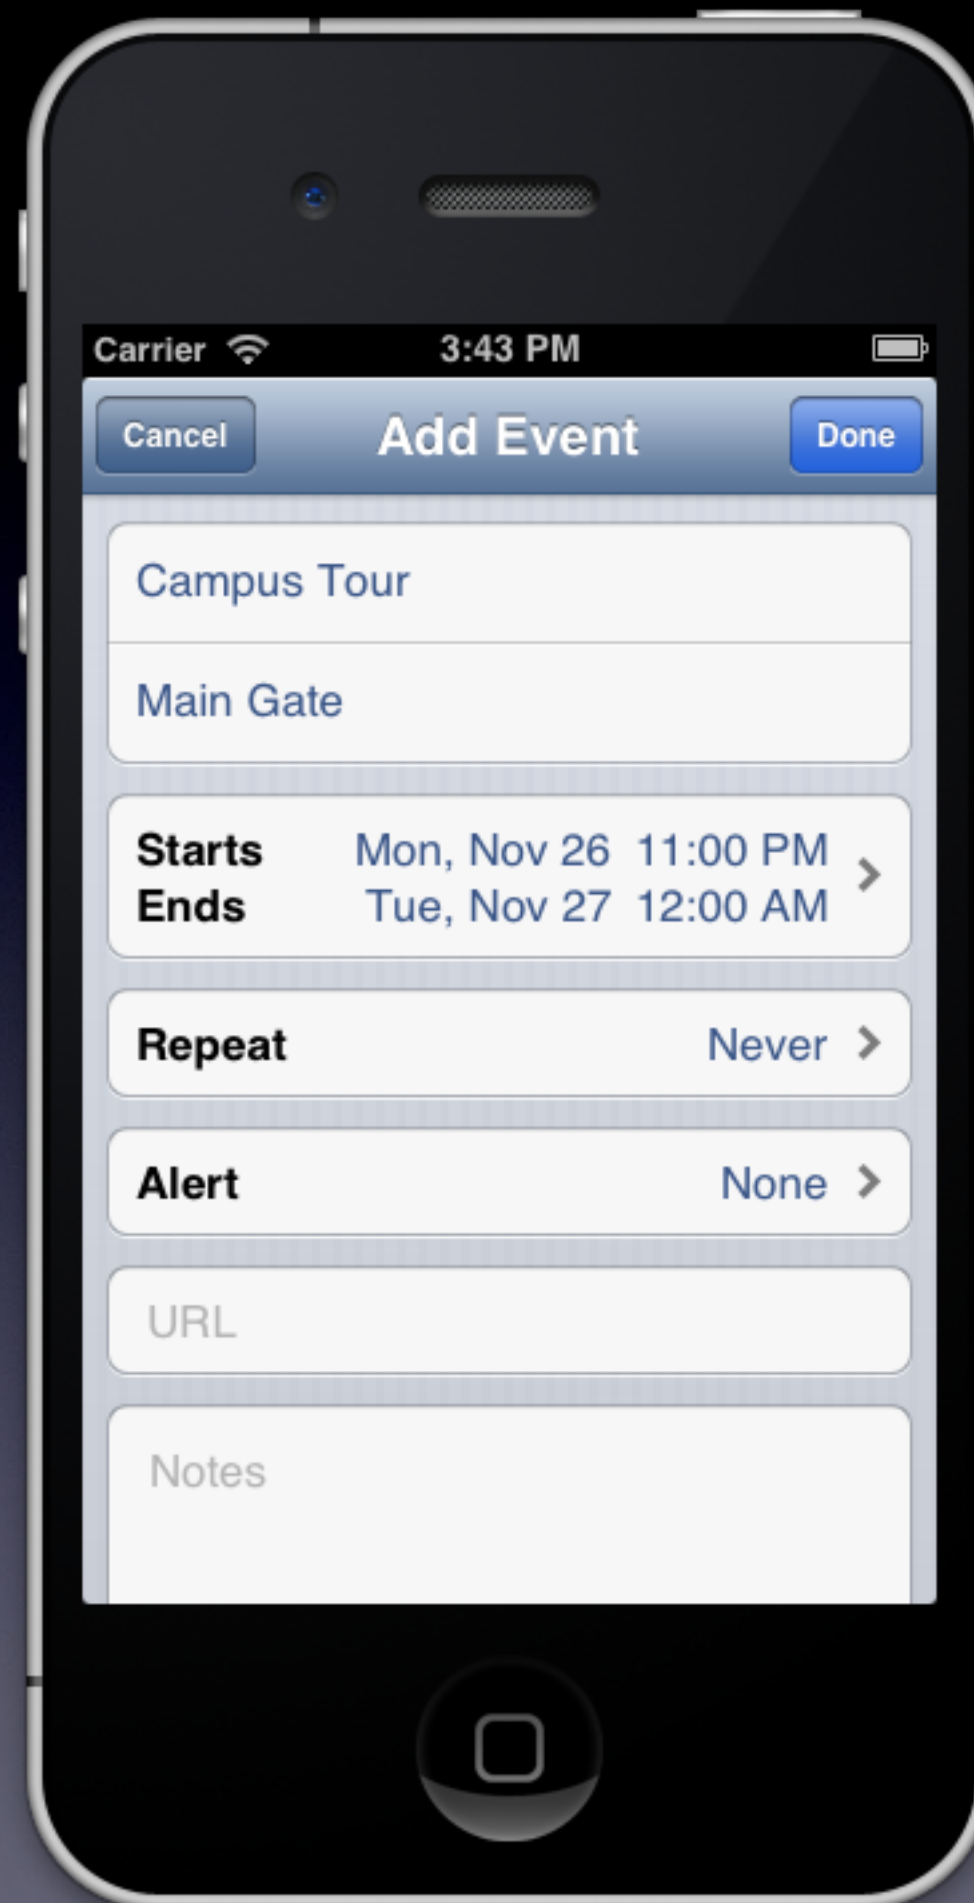 Carrier 3:43 PM
Cancel Add Event Done
Campus Tour
Main Gate
Starts Mon, Nov 26 11:00 PM
Ends Tue, Nov 27 12:00 AM
Repeat Never
Alert None
URL
Notes